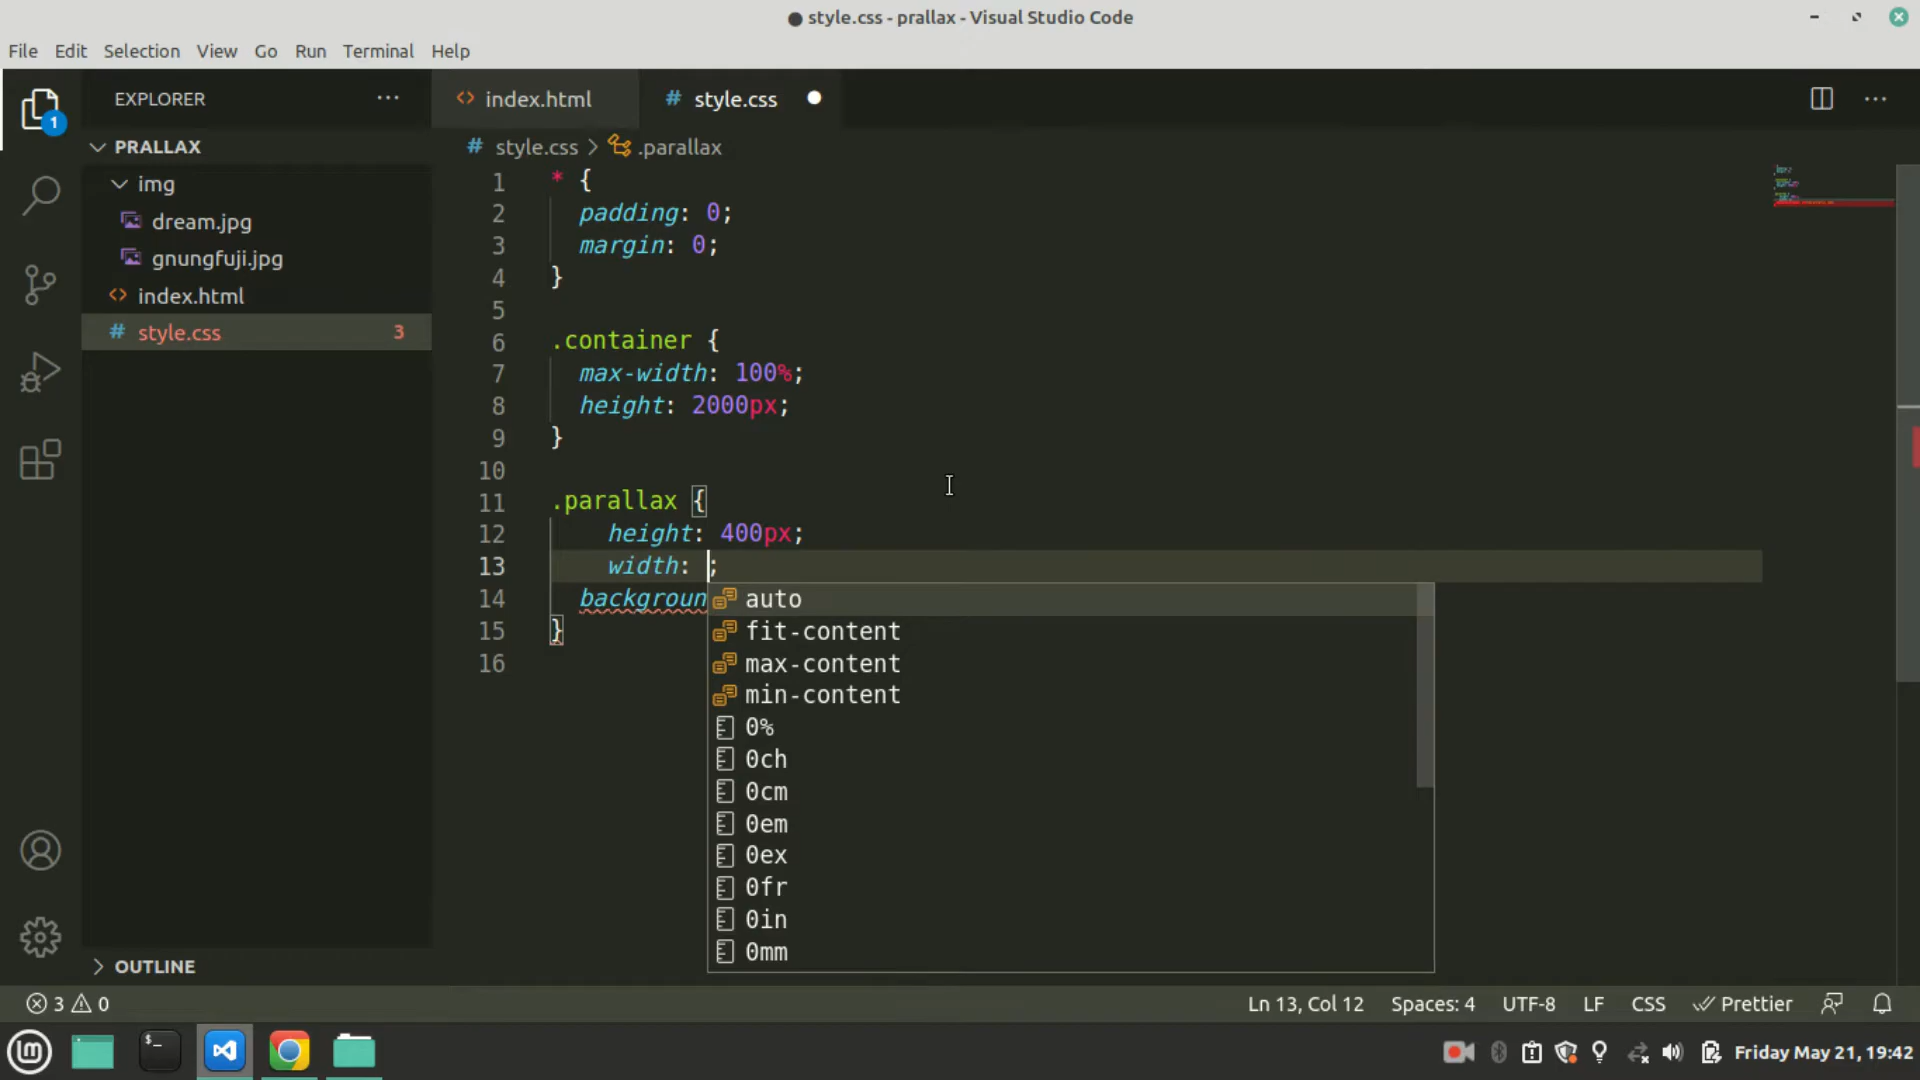 style.css - prallax - Visual Studio Code
File Edit Selection View Go Run Terminal Help
EXPLORER ···
index.html
# style.css
···
1
PRALLAX
# style.css > .parallax
img
dream.jpg
gnungfuji.jpg
<> index.html
# style.css 3
1 * {
2 padding: 0;
3 margin: 0;
4 }
5
6 .container {
7 max-width: 100%;
8 height: 2000px;
9 }
10
11 .parallax {
12 height: 400px;
13 width: ;
14 backgroun
15 }
16
auto
fit-content
max-content
min-content
0%
0ch
0cm
0em
0ex
0fr
0in
0mm
OUTLINE
3 0
Ln 13, Col 12 Spaces: 4 UTF-8 LF CSS Prettier
Friday May 21, 19:42